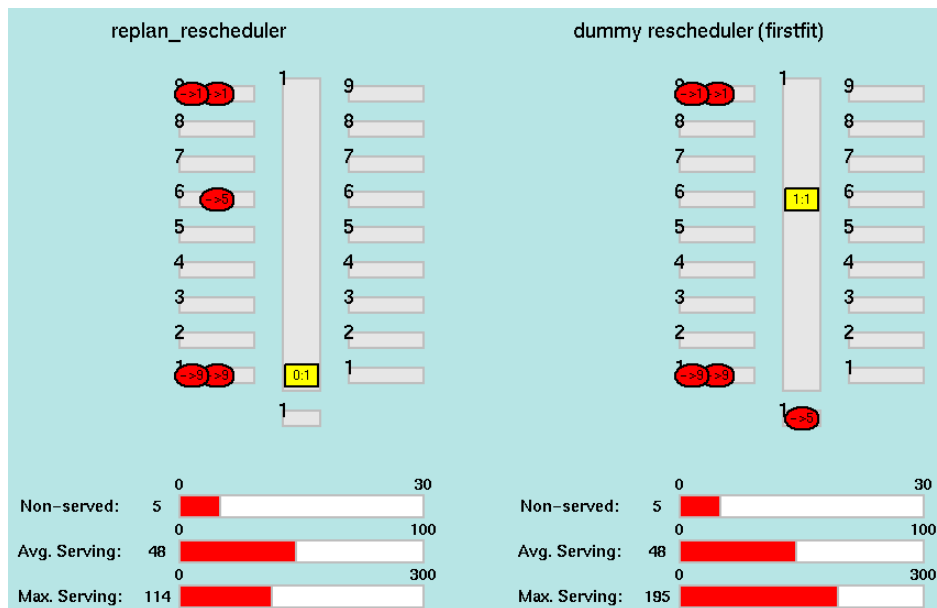 replan_rescheduler
dummy rescheduler (firstfit)
9 ->1 ->1 1 9
8 8
7 7
6 ->5 6
5 5
4 4
3 3
2 2
1 ->9 ->9 0:1 1
1
9 ->1 ->1 1 9
8 8
7 7
6 1:1 6
5 5
4 4
3 3
2 2
1 ->9 ->9 1
1 ->5
0 30
Non-served: 5
0 100
Avg. Serving: 48
0 300
Max. Serving: 114
0 30
Non-served: 5
0 100
Avg. Serving: 48
0 300
Max. Serving: 195